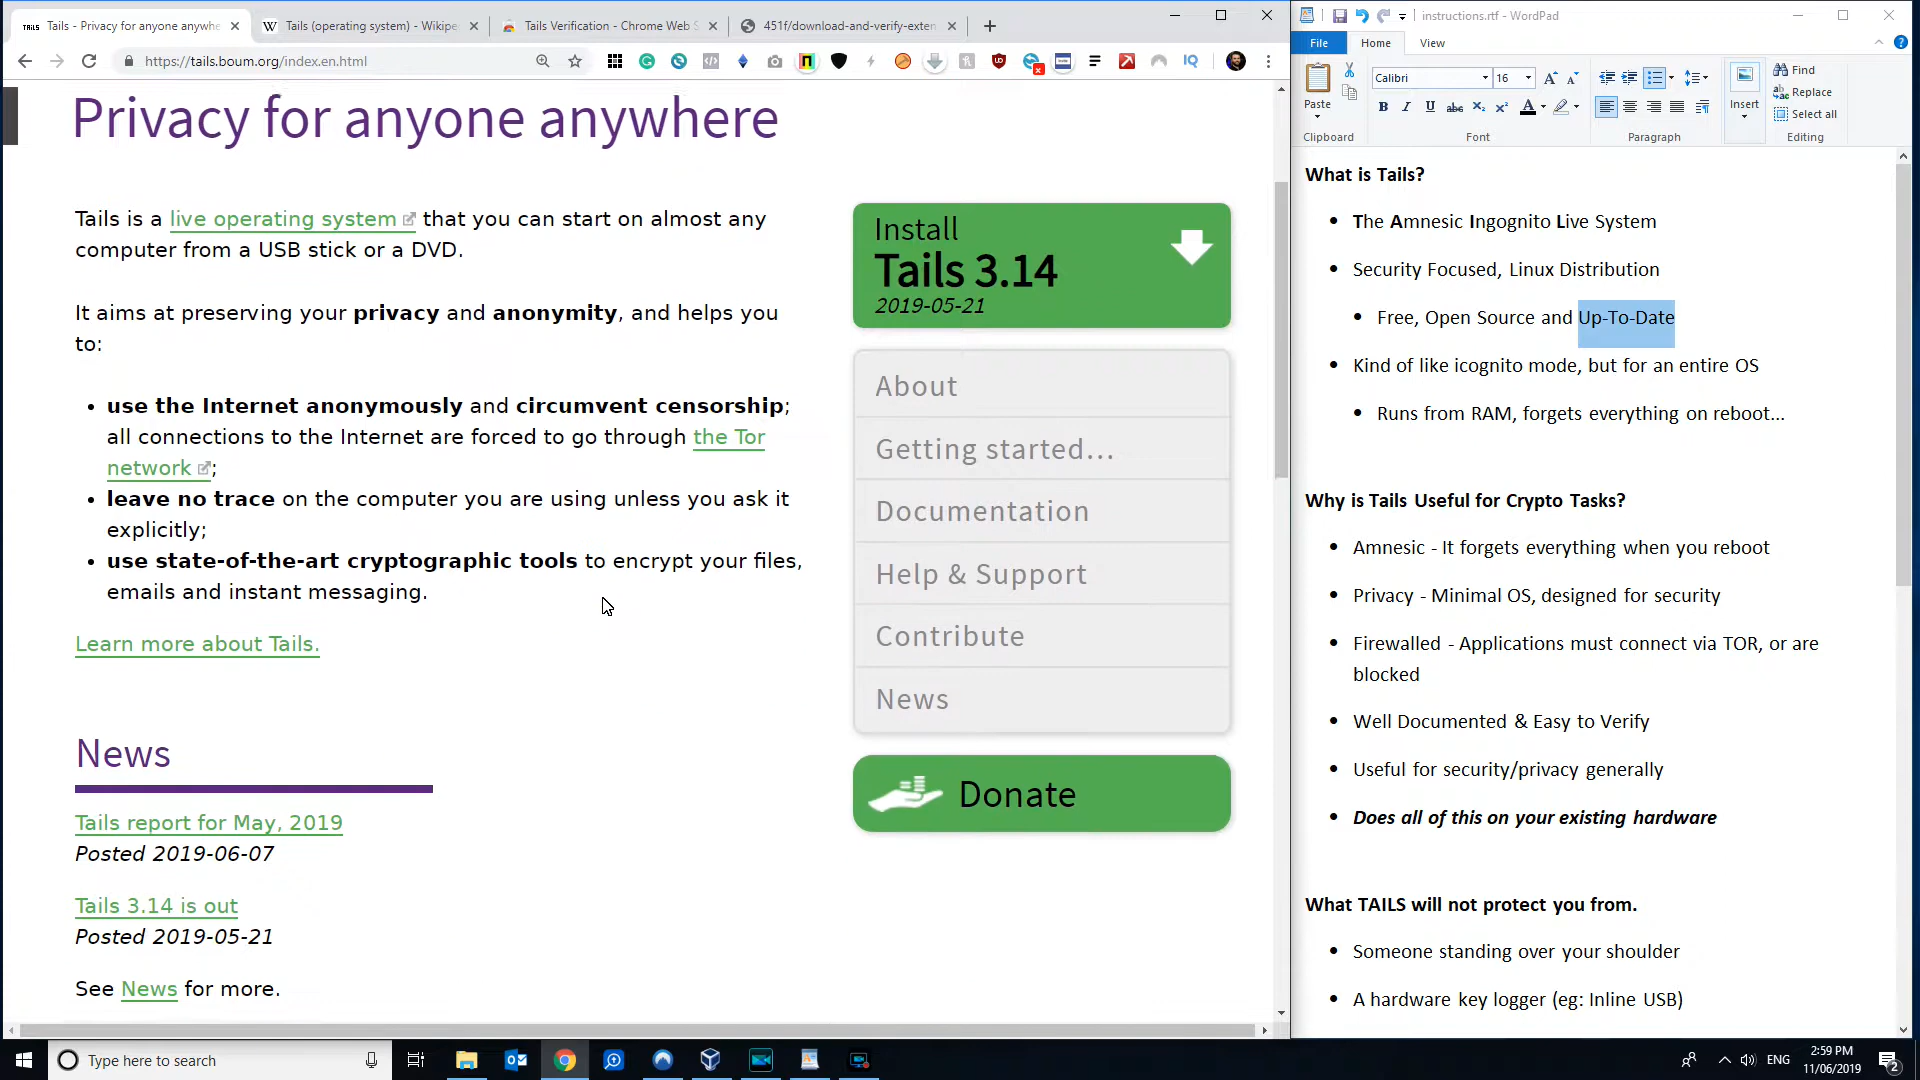 TAILS Tails - Privacy for anyone anywhe
W Tails (operating system) - Wikipe
Tails Verification - Chrome Web S
451f/download-and-verify-exten
https://tails.boum.org/index.en.html
IQ
Privacy for anyone anywhere
Tails is a live operating system that you can start on almost any
computer from a USB stick or a DVD.
It aims at preserving your privacy and anonymity, and helps you
to:
use the Internet anonymously and circumvent censorship;
all connections to the Internet are forced to go through the Tor
network;
leave no trace on the computer you are using unless you ask it
explicitly;
use state-of-the-art cryptographic tools to encrypt your files,
emails and instant messaging.
Learn more about Tails.
News
Tails report for May, 2019
Posted 2019-06-07
Tails 3.14 is out
Posted 2019-05-21
See News for more.
Install
Tails 3.14
2019-05-21
About
Getting started...
Documentation
Help & Support
Contribute
News
Donate
instructions.rtf - WordPad
File
Home
View
Paste
Clipboard
Calibri
16
B I U abc X₂ X² A
Font
Paragraph
Insert
Find
Replace
Select all
Editing
What is Tails?
The Amnesic Ingognito Live System
Security Focused, Linux Distribution
Free, Open Source and Up-To-Date
Kind of like icognito mode, but for an entire OS
Runs from RAM, forgets everything on reboot...
Why is Tails Useful for Crypto Tasks?
Amnesic - It forgets everything when you reboot
Privacy - Minimal OS, designed for security
Firewalled - Applications must connect via TOR, or are
blocked
Well Documented & Easy to Verify
Useful for security/privacy generally
Does all of this on your existing hardware
What TAILS will not protect you from.
Someone standing over your shoulder
A hardware key logger (eg: Inline USB)
Type here to search
ENG
2:59 PM
11/06/2019
2